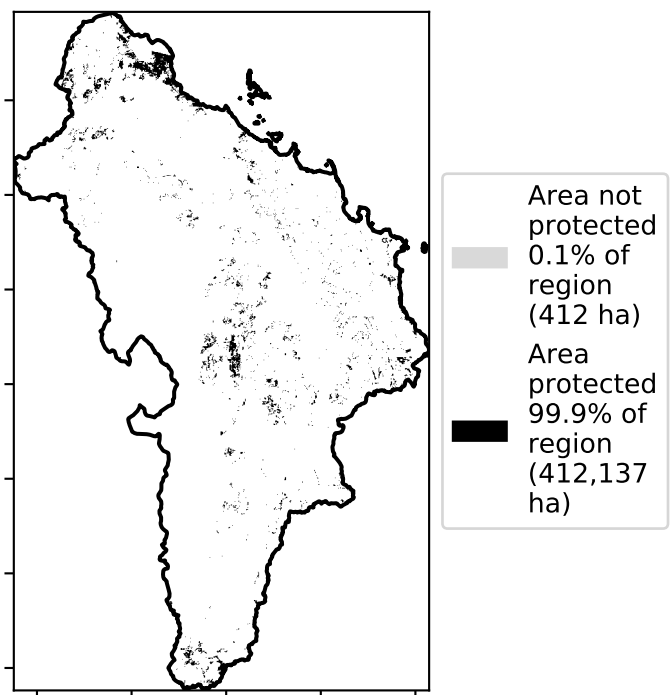 Area not
protected
0.1% of
region
(412 ha)
Area
protected
99.9% of
region
(412,137
ha)